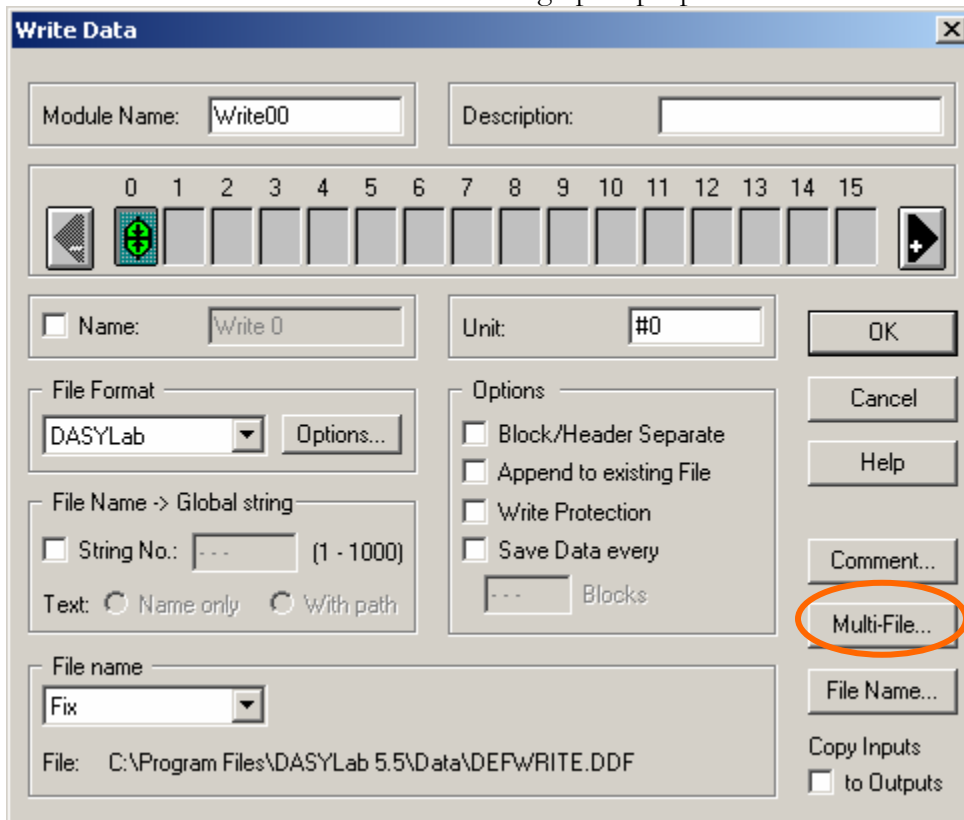 Write Data
Module Name: Write00
Description:
0 1 2 3 4 5 6 7 8 9 10 11 12 13 14 15
Name: Write 0
Unit: #0
OK
File Format
DASYLab
Options...
Options
Block/Header Separate
Append to existing File
Write Protection
Save Data every
--- Blocks
Cancel
Help
File Name -> Global string
String No.: --- (1 - 1000)
Text: Name only With path
Comment...
Multi-File...
File name
Fix
File: C:\Program Files\DASYLab 5.5\Data\DEFWRITE.DDF
File Name...
Copy Inputs
to Outputs